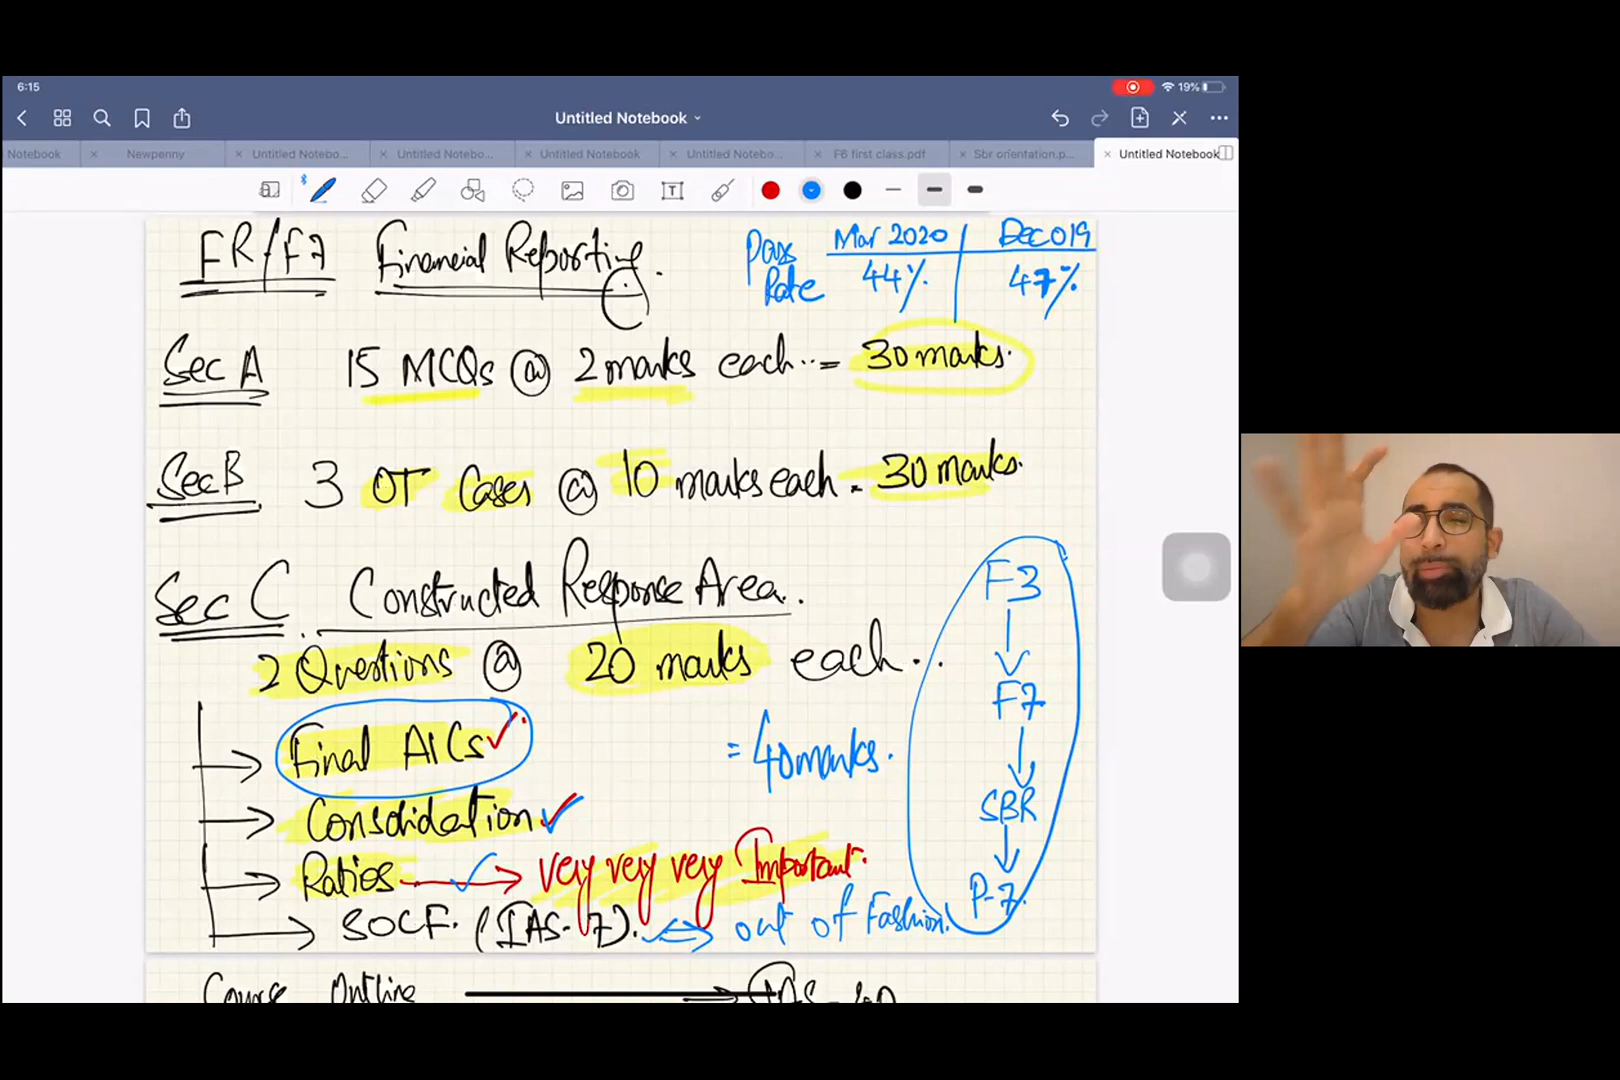 6:15
19%
Untitled Notebook
Notebook
Newpenny
Untitled Notebo...
Untitled Notebo...
Untitled Notebook
Untitled Notebo...
F6 first class.pdf
Sbr orientation.p...
Untitled Notebook
FR/F7 Financial Reporting.
Pass Rate
Mar 2020 Dec 019
44% 47%
Sec A 15 MCQs @ 2 marks each.. = 30 marks.
Sec B 3 OT Cases @ 10 marks each = 30 marks.
Sec C Constructed Response Area.
2 Questions @ 20 marks each..
Final A/Cs
= 40 marks.
Consolidation
Ratios → very very very Important.
SOCF. (IAS-7). out of Fashion.
F3
F7
SBR
P-7.
Course Outline